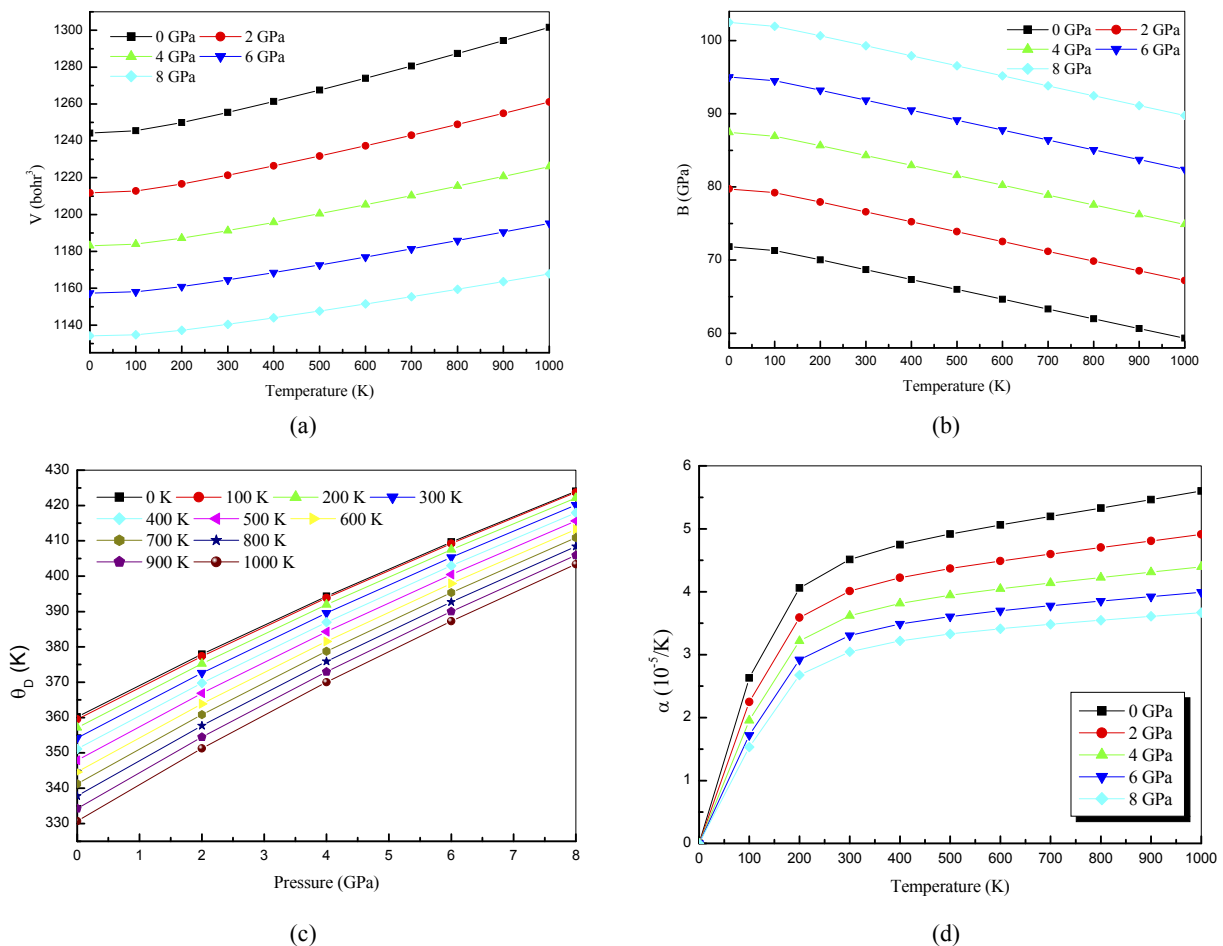 1300
1280
1260
1240
1220
1200
1180
1160
1140
V (bohr³)
0 GPa 2 GPa
4 GPa 6 GPa
8 GPa
0 100 200 300 400 500 600 700 800 900 1000
Temperature (K)
(a)
100
90
80
70
60
B (GPa)
0 GPa 2 GPa
4 GPa 6 GPa
8 GPa
0 100 200 300 400 500 600 700 800 900 1000
Temperature (K)
(b)
430
420
410
400
390
380
370
360
350
340
330
θD (K)
0 K 100 K 200 K 300 K
400 K 500 K 600 K
700 K 800 K
900 K 1000 K
0 1 2 3 4 5 6 7 8
Pressure (GPa)
(c)
6
5
4
3
2
1
0
α (10⁻⁵/K)
0 GPa
2 GPa
4 GPa
6 GPa
8 GPa
0 100 200 300 400 500 600 700 800 900 1000
Temperature (K)
(d)